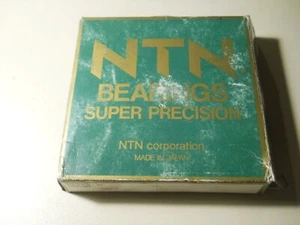 NTN
BEARINGS
SUPER PRECISION
NTN corporation
MADE IN JAPAN